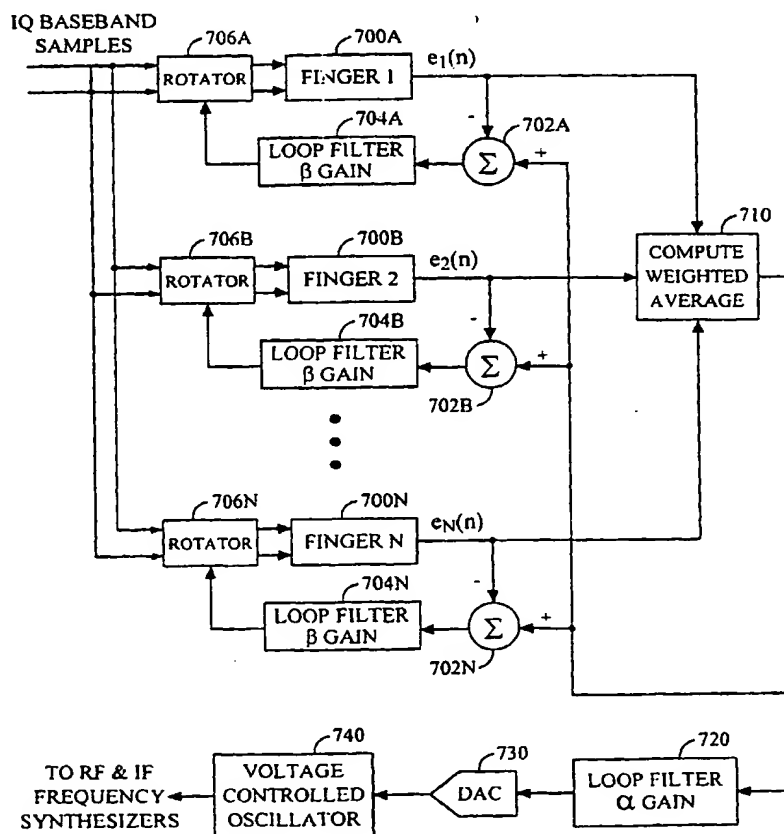 IQ BASEBAND
SAMPLES
706A
700A
e1(n)
ROTATOR
FINGER 1
704A
-
702A
LOOP FILTER
β GAIN
Σ
+
710
COMPUTE
WEIGHTED
AVERAGE
706B
700B
e2(n)
ROTATOR
FINGER 2
704B
-
LOOP FILTER
β GAIN
Σ
+
702B
706N
700N
eN(n)
ROTATOR
FINGER N
704N
-
LOOP FILTER
β GAIN
Σ
+
702N
740
730
720
TO RF & IF
FREQUENCY
SYNTHESIZERS
VOLTAGE
CONTROLLED
OSCILLATOR
DAC
LOOP FILTER
α GAIN